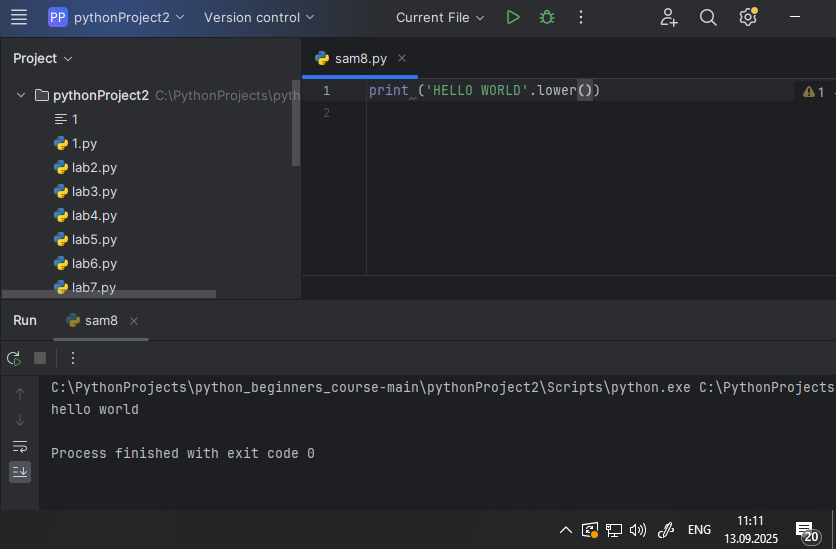 PP pythonProject2 Version control Current File
Project
sam8.py
pythonProject2 C:\PythonProjects\pyth
1
1.py
lab2.py
lab3.py
lab4.py
lab5.py
lab6.py
lab7.py
1 print ('HELLO WORLD'.lower()) 1
2
Run sam8
C:\PythonProjects\python_beginners_course-main\pythonProject2\Scripts\python.exe C:\PythonProjects
hello world
Process finished with exit code 0
ENG
11:11
13.09.2025
20